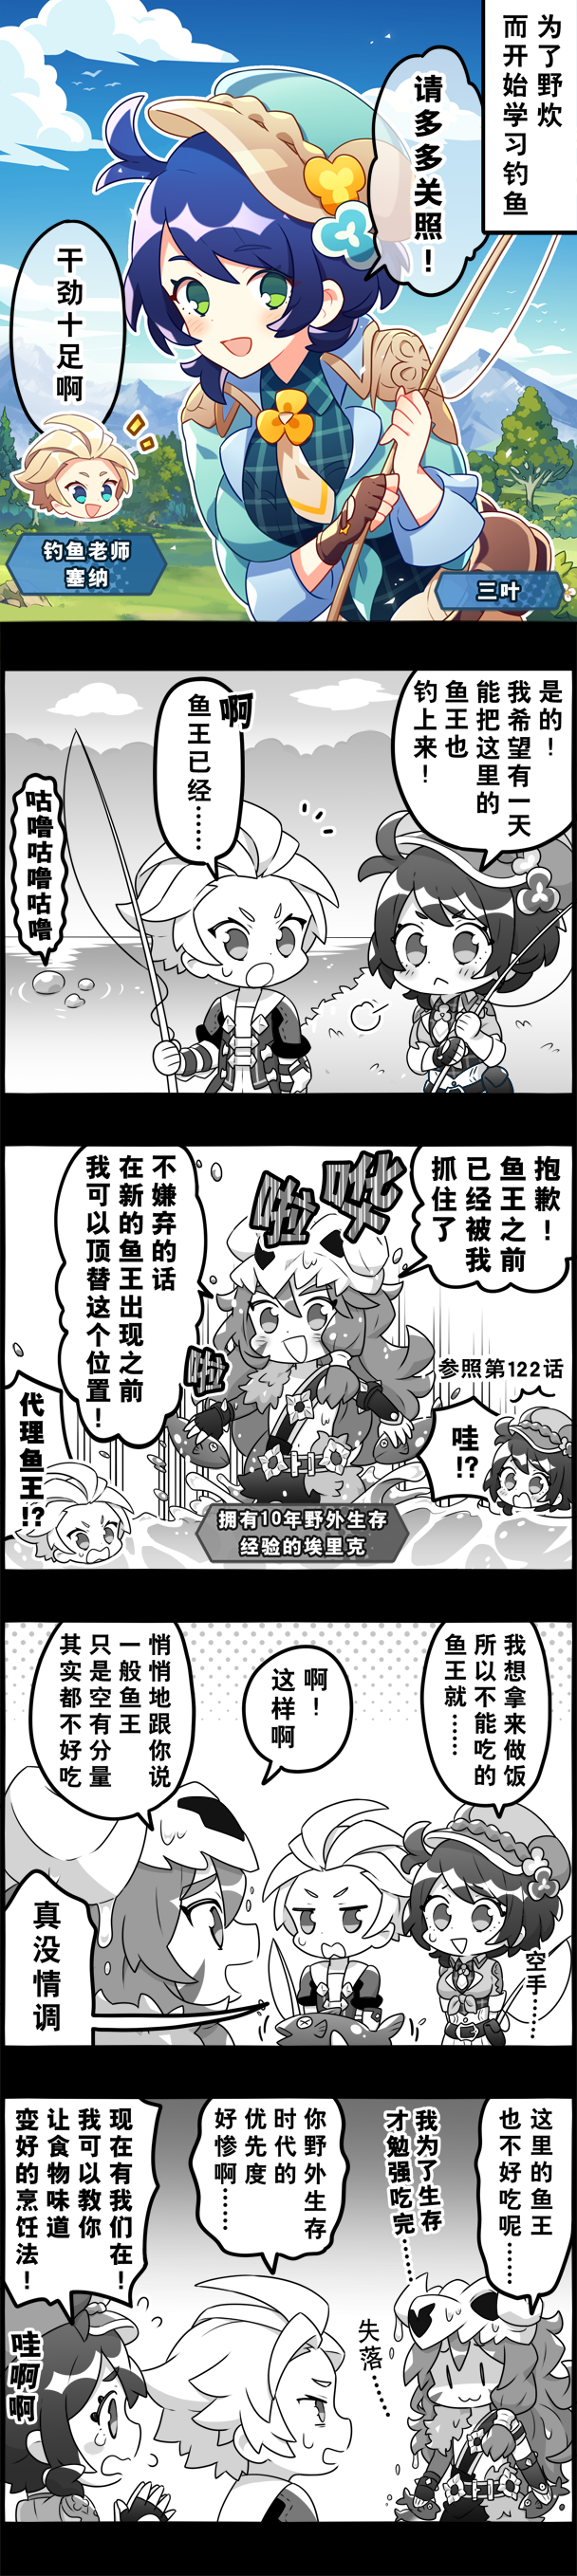 为了野炊
而开始学习钓鱼
请多多关照！
干劲十足啊
钓鱼老师
塞纳
三叶
是的！
我希望有一天
能把这里的
鱼王也
钓上来！
啊
鱼王已经……
咕噜咕噜咕噜
抱歉！
鱼王之前
已经被我
抓住了
哗啦
啦
不嫌弃的话
在新的鱼王出现之前
我可以顶替这个位置！
参照第122话
哇!?
代理鱼王!?
拥有10年野外生存
经验的埃里克
我想拿来做饭
所以不能吃的
鱼王就……
啊！
这样啊
悄悄地跟你说
一般鱼王
只是空有分量
其实都不好吃
真没情调
空手……
这里的鱼王
也不好吃呢……
我为了生存
才勉强吃完……
失落……
你野外生存
时代的
优先度
好惨啊……
现在有我们在！
我可以教你
让食物味道
变好的烹饪法！
哇啊啊